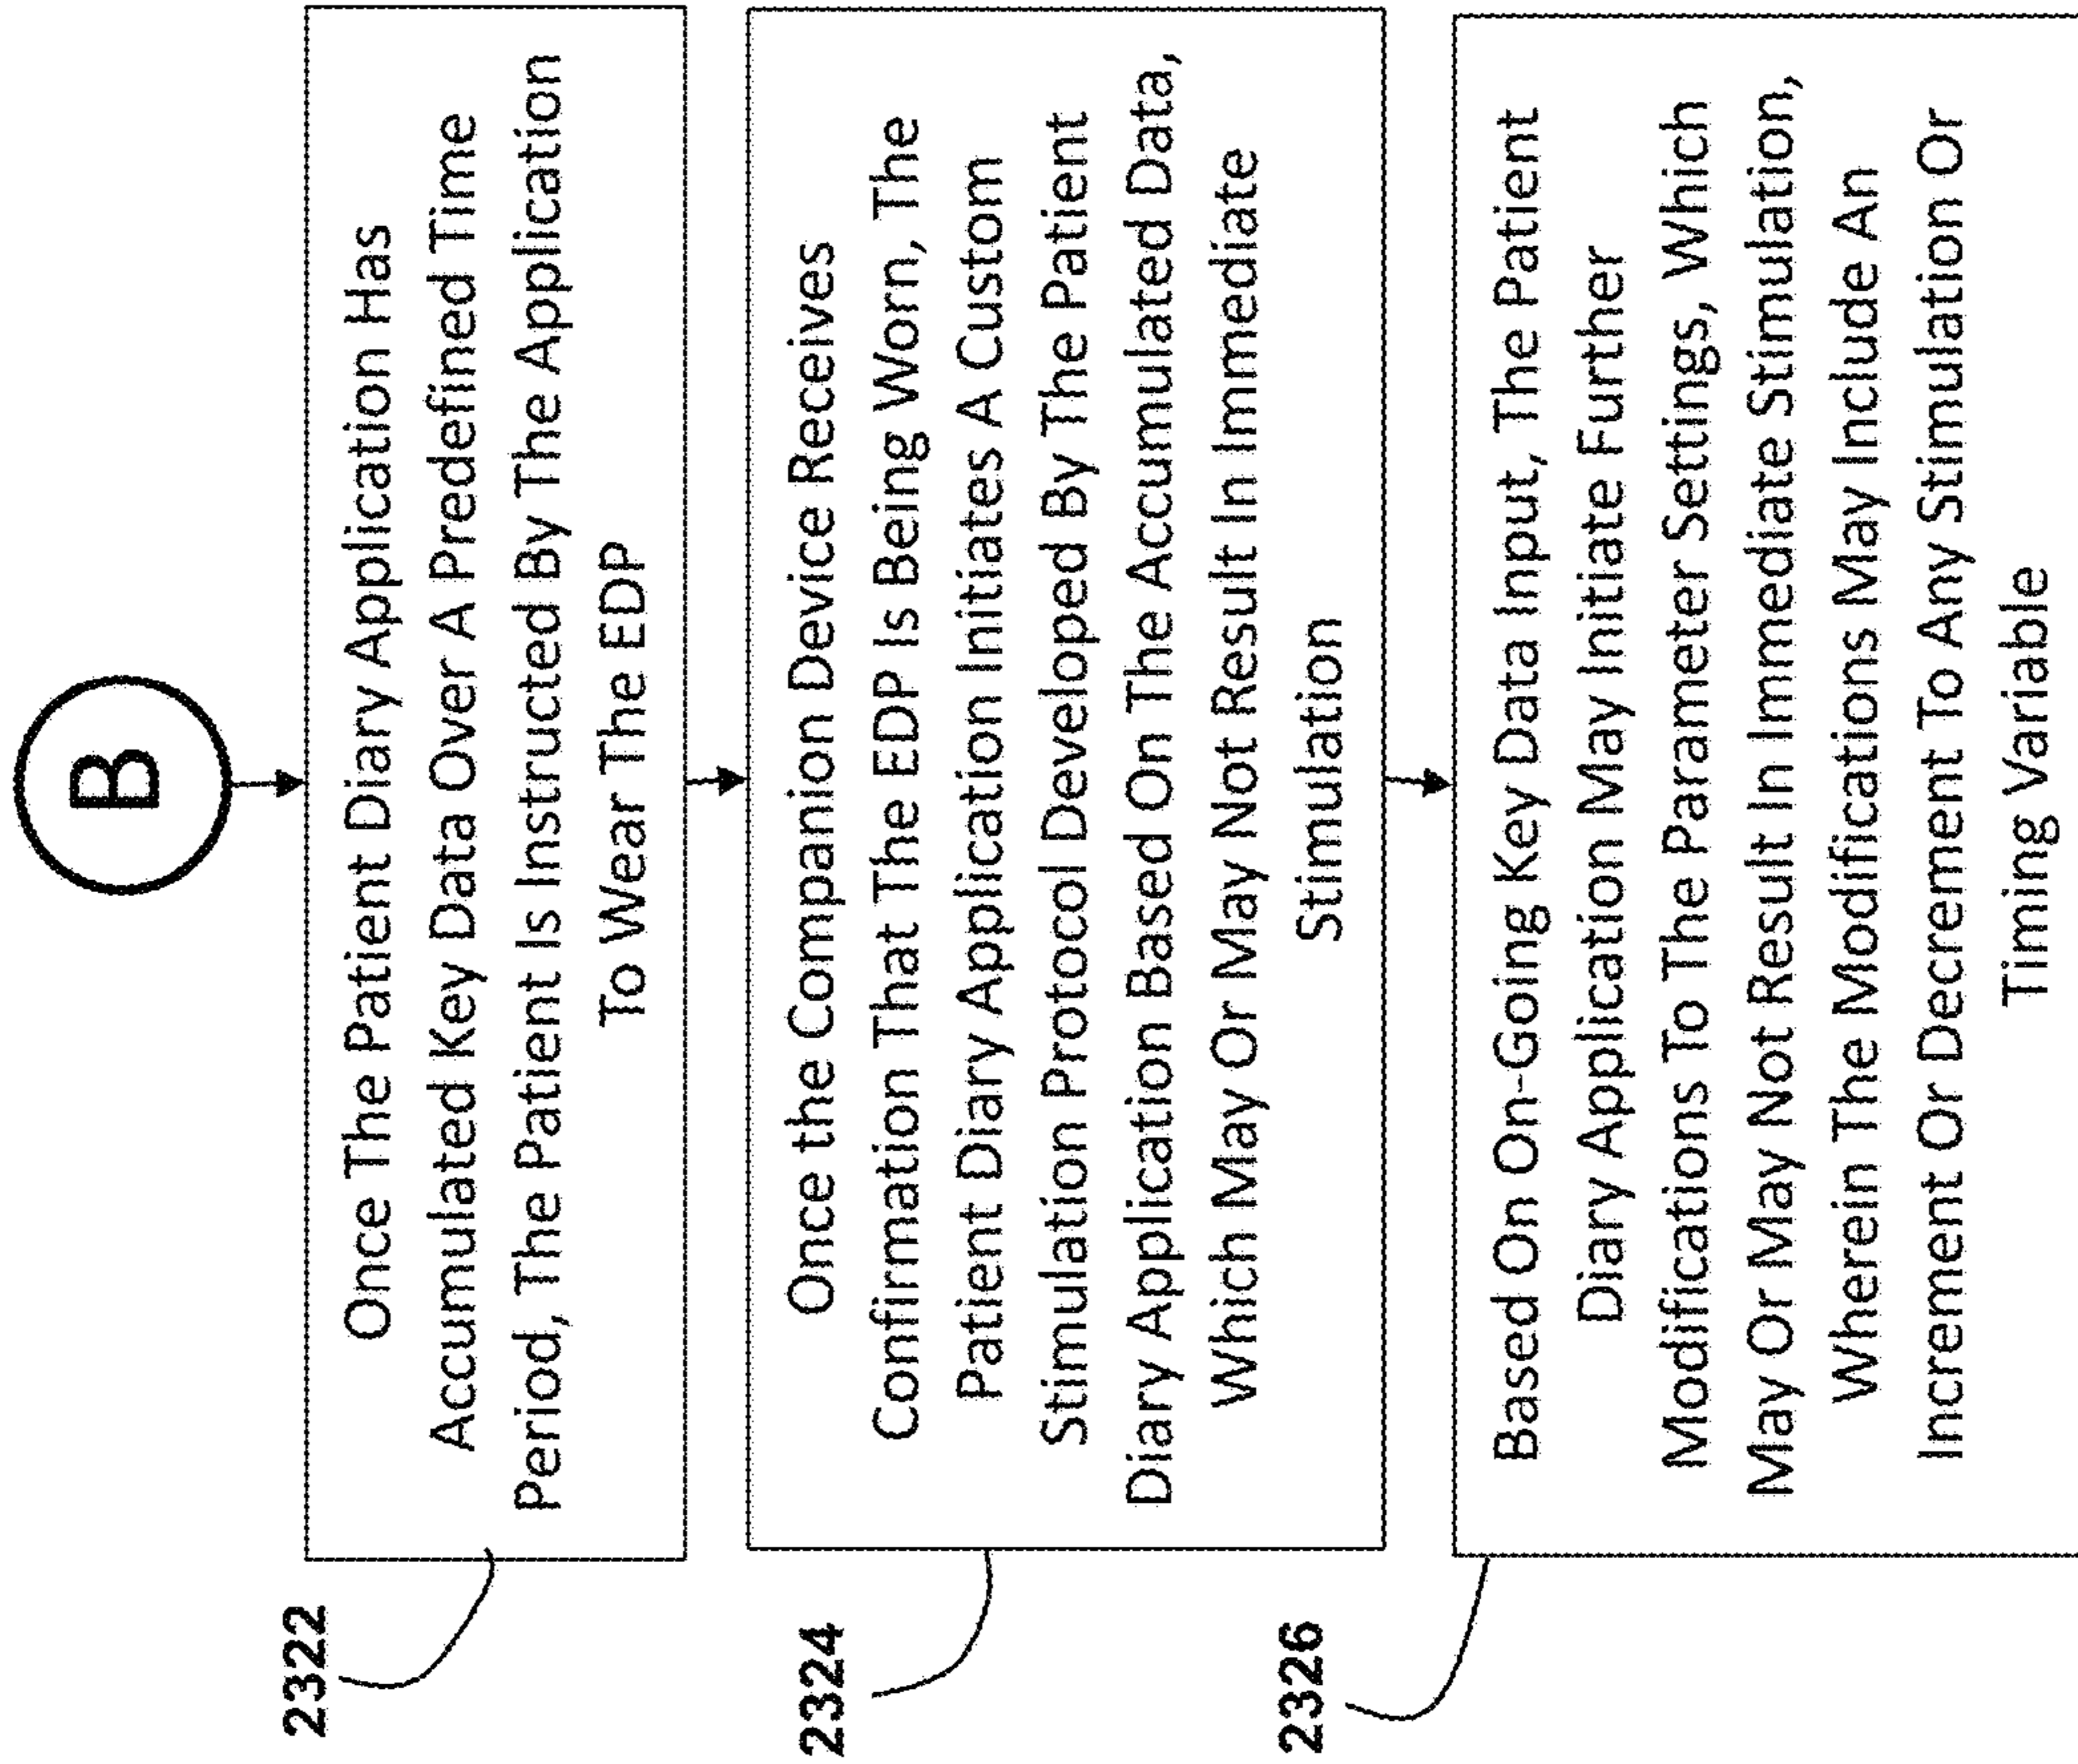 B
2322
Once The Patient Diary Application Has
Accumulated Key Data Over A Predefined Time
Period, The Patient Is Instructed By The Application
To Wear The EDP
2324
Once the Companion Device Receives
Confirmation That The EDP Is Being Worn, The
Patient Diary Application Initiates A Custom
Stimulation Protocol Developed By The Patient
Diary Application Based On The Accumulated Data,
Which May Or May Not Result In Immediate
Stimulation
2326
Based On On-Going Key Data Input, The Patient
Diary Application May Initiate Further
Modifications To The Parameter Settings, Which
May Or May Not Result In Immediate Stimulation,
Wherein The Modifications May Include An
Increment Or Decrement To Any Stimulation Or
Timing Variable